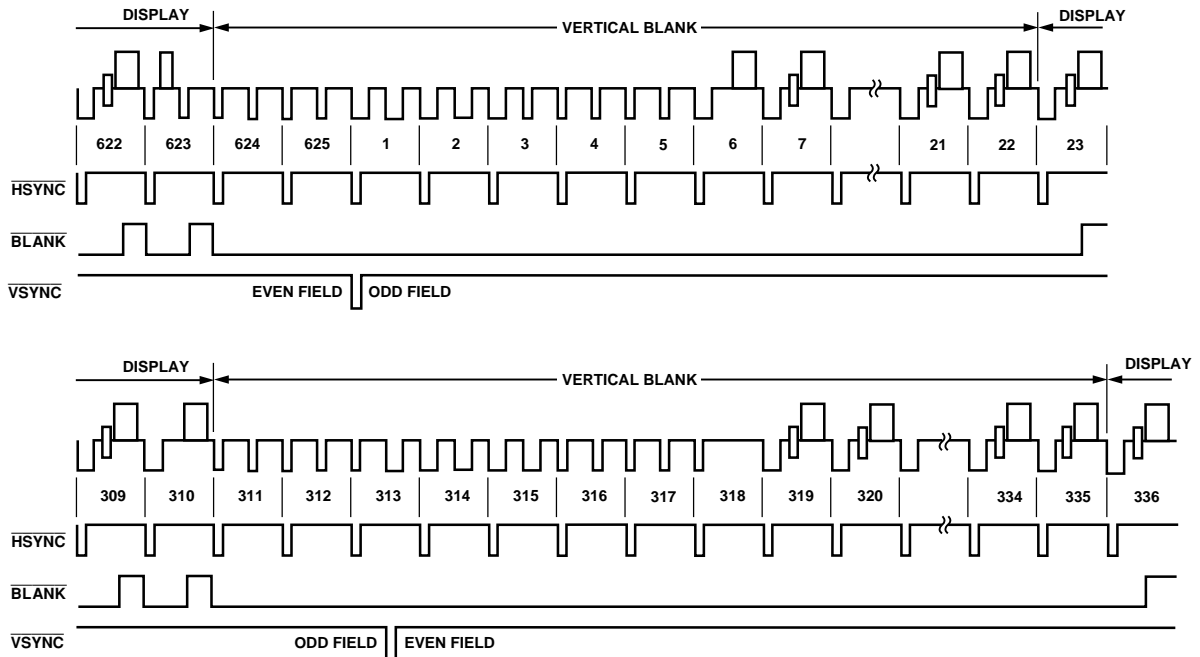 DISPLAY VERTICAL BLANK DISPLAY
622 623 624 625 1 2 3 4 5 6 7 21 22 23
HSYNC
BLANK
VSYNC
EVEN FIELD ODD FIELD
DISPLAY VERTICAL BLANK DISPLAY
309 310 311 312 313 314 315 316 317 318 319 320 334 335 336
HSYNC
BLANK
VSYNC
ODD FIELD EVEN FIELD